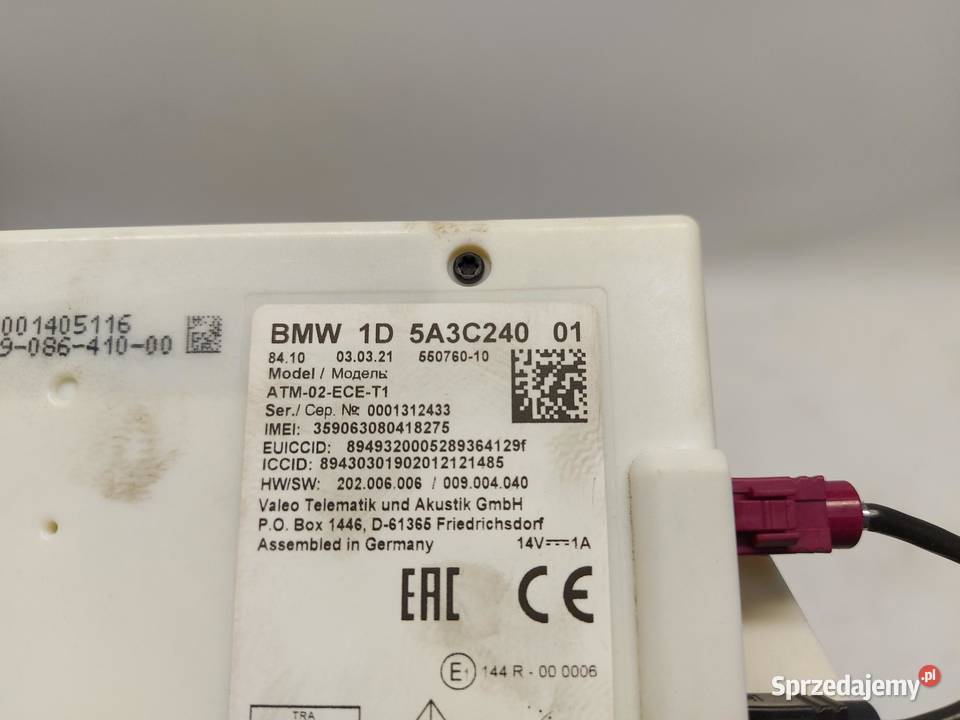 001405116
9-086-410-00
BMW 1D 5A3C240 01
84.10 03.03.21 550760-10
Model / Модель:
ATM-02-ECE-T1
Ser./ Сер. №: 0001312433
IMEI: 359063080418275
EUICCID: 8949320005289364129f
ICCID: 89430301902012121485
HW/SW: 202.006.006 / 009.004.040
Valeo Telematik und Akustik GmbH
P.O. Box 1446, D-61365 Friedrichsdorf
Assembled in Germany 14V⎓1A
EAC CE
E1 144 R - 00 0006
TRA
Sprzedajemy.pl